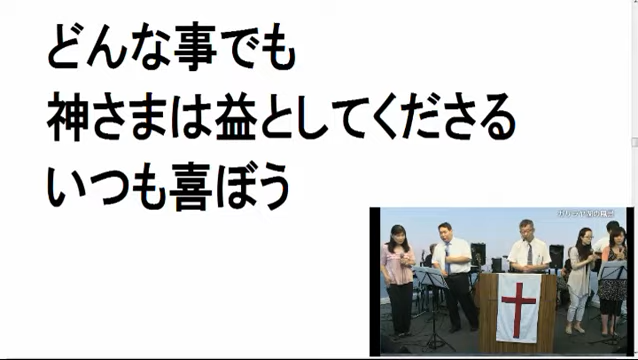 どんな事でも
神さまは益としてくださる
いつも喜ぼう